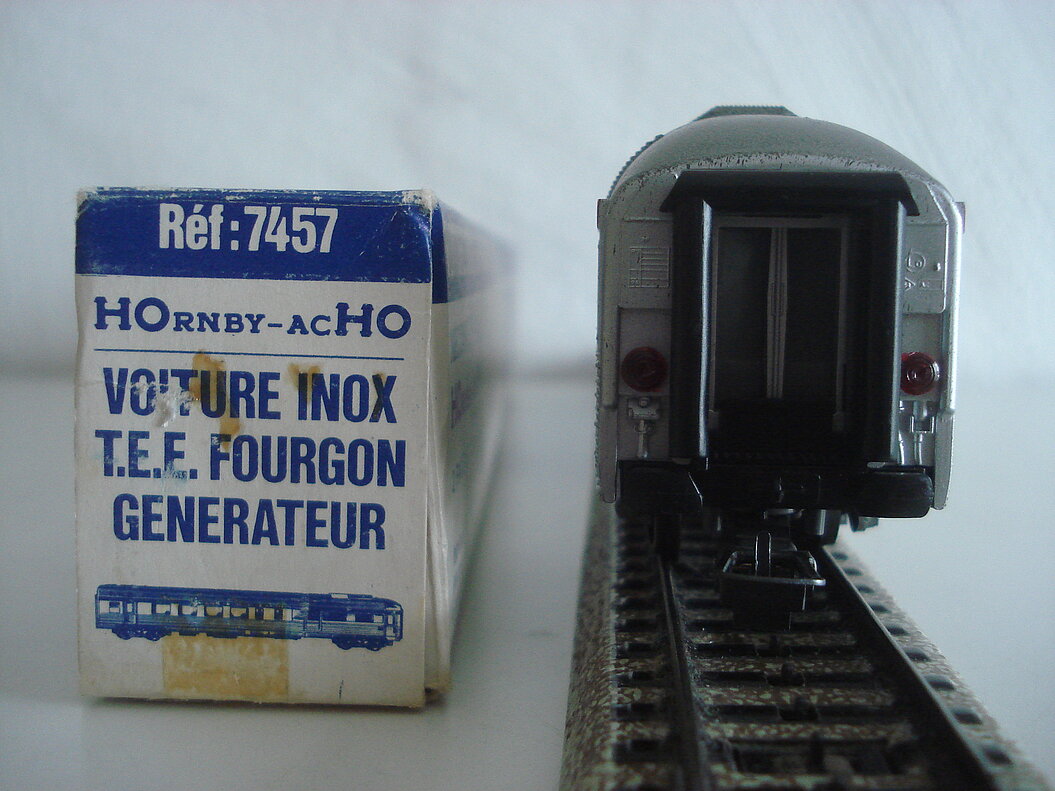 Réf: 7457
HORNBY-ACHO
VOITURE INOX
T.E.E. FOURGON
GENERATEUR